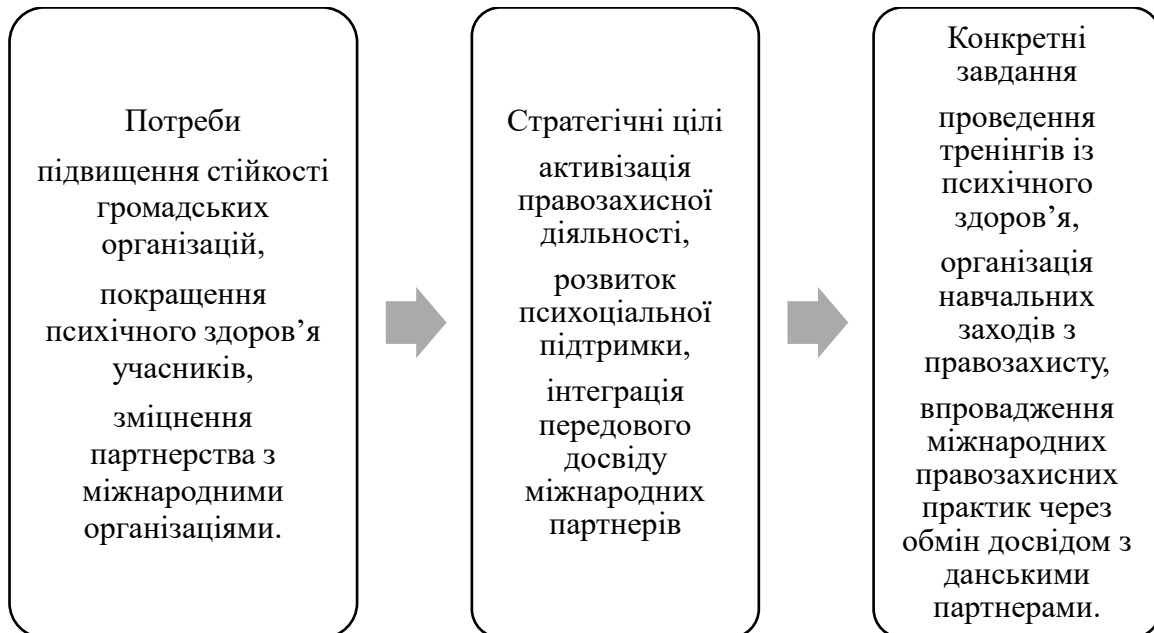 Потреби
підвищення стійкості
громадських
організацій,
покращення
психічного здоров’я
учасників,
зміцнення
партнерства з
міжнародними
організаціями.
Стратегічні цілі
активізація
правозахисної
діяльності,
розвиток
психоціальної
підтримки,
інтеграція
передового
досвіду
міжнародних
партнерів
Конкретні
завдання
проведення
тренінгів із
психічного
здоров’я,
організація
навчальних
заходів з
правозахисту,
впровадження
міжнародних
правозахисних
практик через
обмін досвідом з
данськими
партнерами.